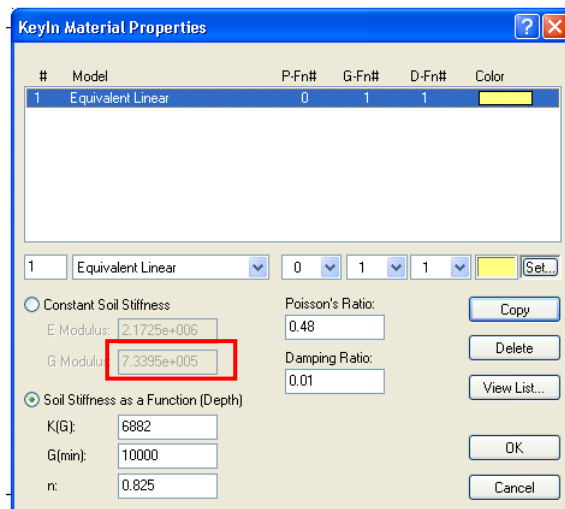 KeyIn Material Properties
# Model P-Fn# G-Fn# D-Fn# Color
1 Equivalent Linear 0 1 1
1 Equivalent Linear 0 1 1 Set...
Constant Soil Stiffness
E Modulus: 2.1725e+006
G Modulus: 7.3395e+005
Soil Stiffness as a Function (Depth)
K(G): 6882
G(min): 10000
n: 0.825
Poisson's Ratio:
0.48
Damping Ratio:
0.01
Copy
Delete
View List...
OK
Cancel